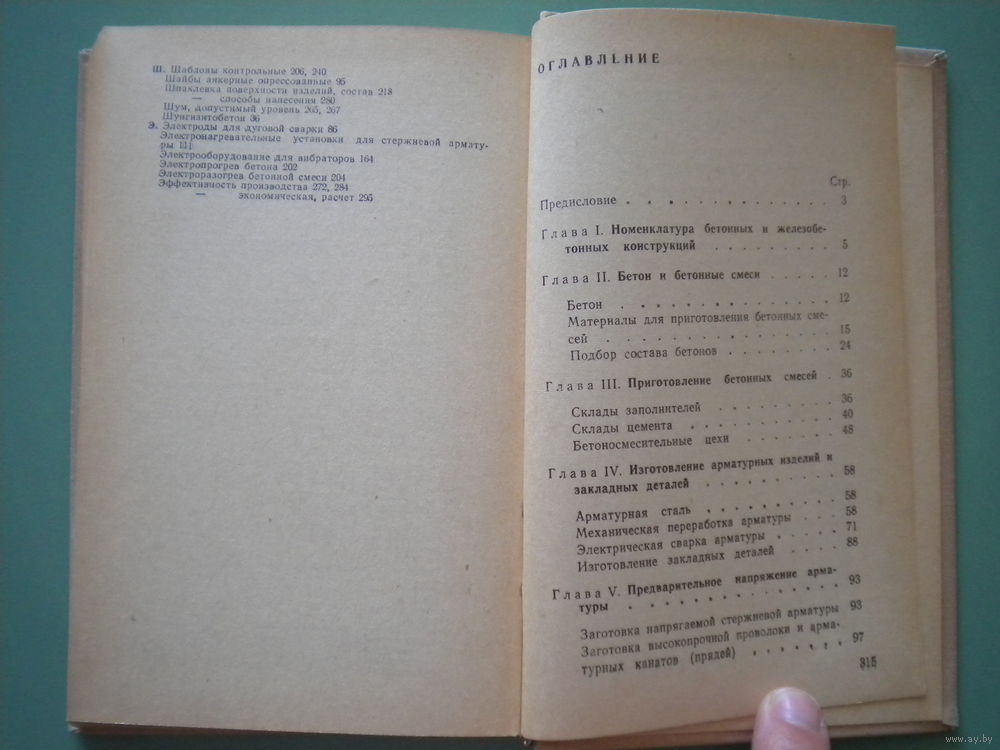 Ш. Шаблоны контрольные 206, 240
Шайбы анкерные опрессованные 95
Шпаклевка поверхности изделий, состав 218
— способы нанесения 280
Шум, допустимый уровень 265, 267
Шунгизитобетон 36
Э. Электроды для дуговой сварки 86
Электронагревательные установки для стержневой армату-
ры 111
Электрооборудование для вибраторов 164
Электропрогрев бетона 202
Электроразогрев бетонной смеси 204
Эффективность производства 272, 284
— экономическая, расчет 295
ОГЛАВЛЕНИЕ
Стр.
Предисловие . . . . . . . . . . . 3
Глава I. Номенклатура бетонных и железобе-
тонных конструкций . . . . . . . . . 5
Глава II. Бетон и бетонные смеси . . . . . 12
Бетон . . . . . . . . . . . . 12
Материалы для приготовления бетонных сме-
сей . . . . . . . . . . . . 15
Подбор состава бетонов . . . . . . . . 24
Глава III. Приготовление бетонных смесей . 36
Склады заполнителей . . . . . . . . 36
Склады цемента . . . . . . . . . . 40
Бетоносмесительные цехи . . . . . . . 48
Глава IV. Изготовление арматурных изделий и
закладных деталей . . . . . . . . . 58
Арматурная сталь . . . . . . . . . 58
Механическая переработка арматуры . . . 58
Электрическая сварка арматуры . . . . . 71
Изготовление закладных деталей . . . . 88
Глава V. Предварительное напряжение арма-
туры . . . . . . . . . . . . 93
Заготовка напрягаемой стержневой арматуры 93
Заготовка высокопрочной проволоки и арма-
турных канатов (прядей) . . . . . . . 97
315
www.ay.by